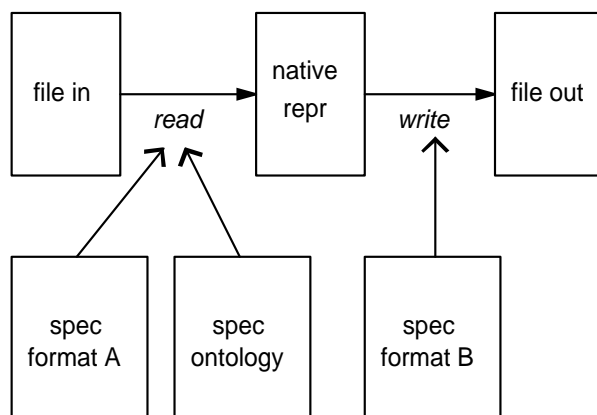 file in
read
native
repr
write
file out
spec
format A
spec
ontology
spec
format B